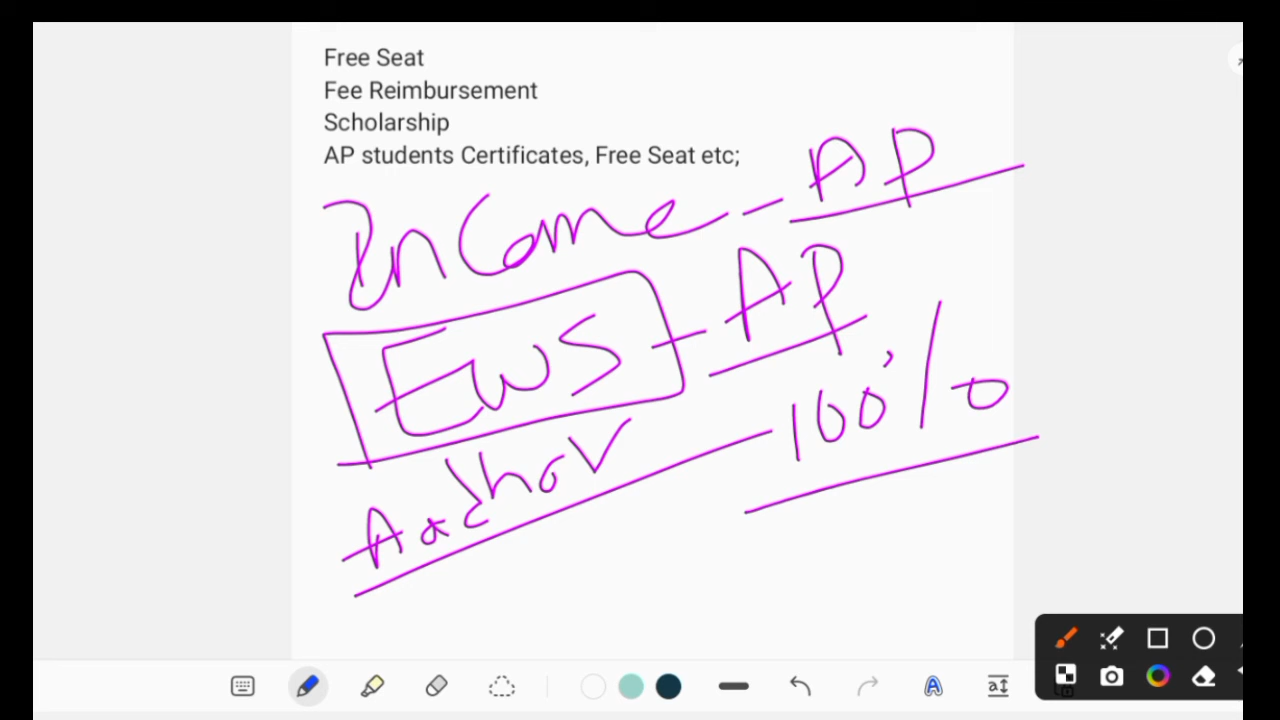 Free Seat
Fee Reimbursement
Scholarship
AP students Certificates, Free Seat etc;
InCome - AP
EWS - AP
Aadhar - 100%